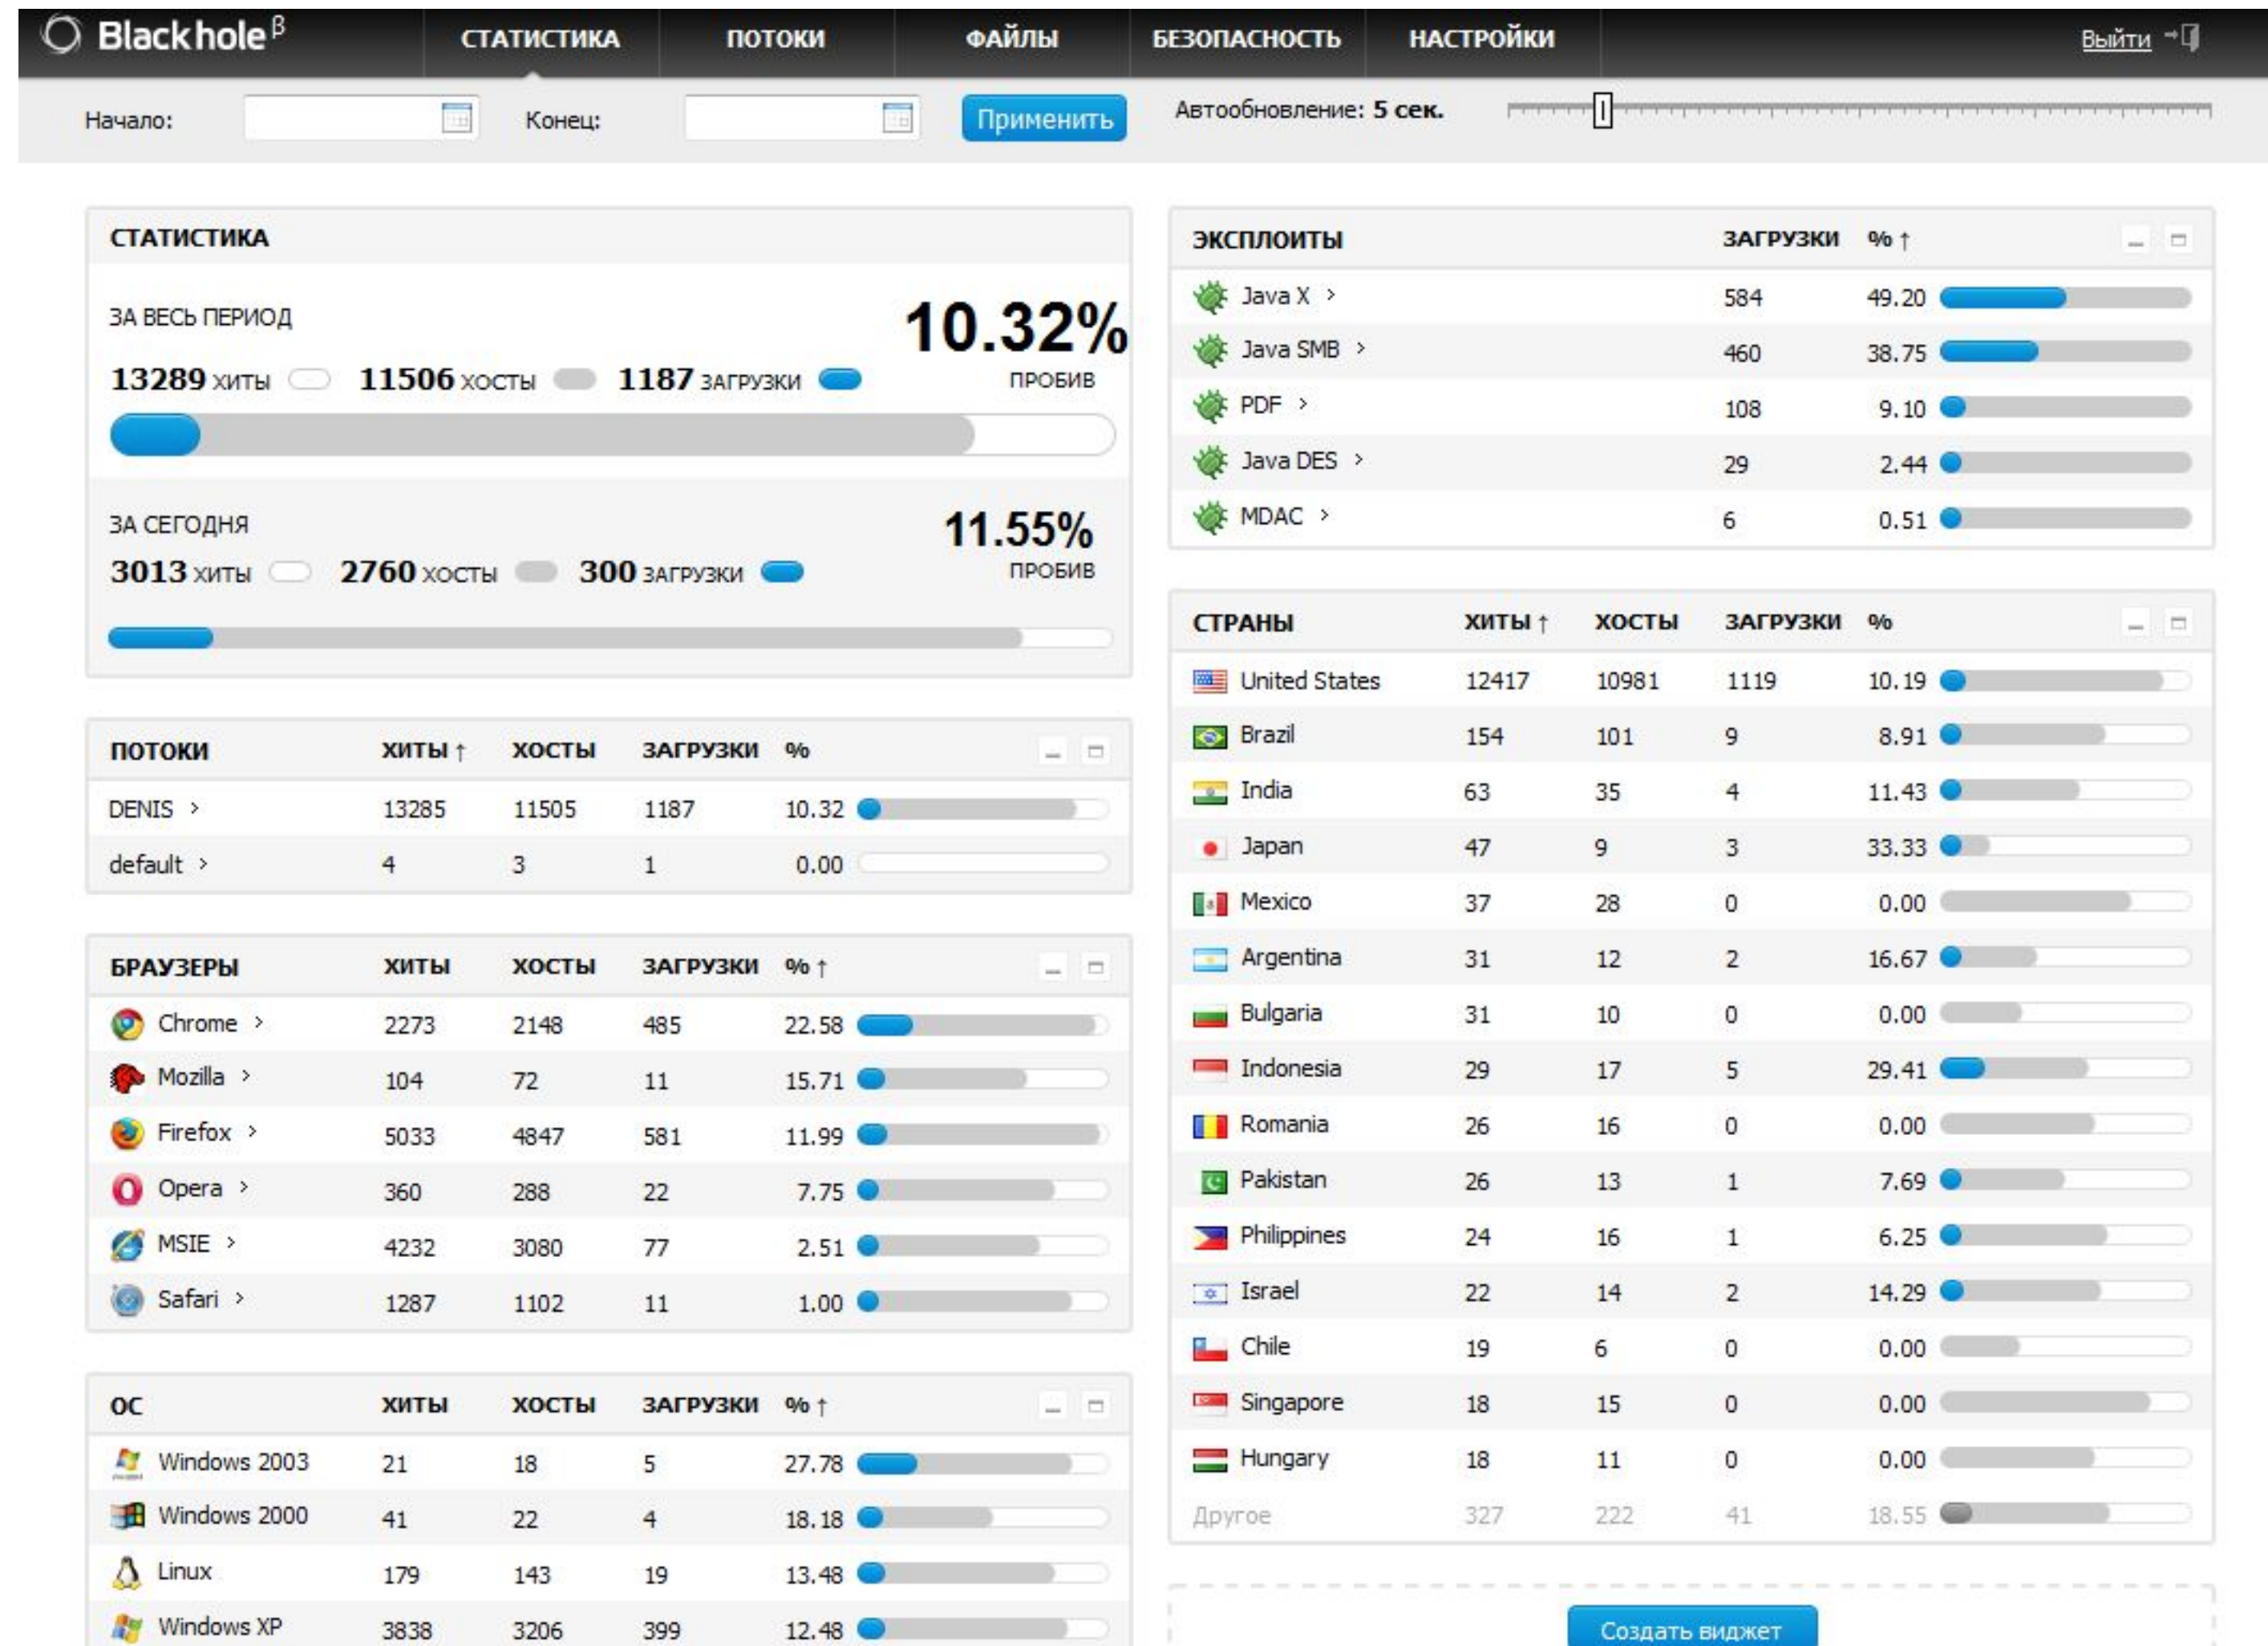 Blackhole β СТАТИСТИКА ПОТОКИ ФАЙЛЫ БЕЗОПАСНОСТЬ НАСТРОЙКИ Выйти
Начало: Конец: Применить Автообновление: 5 сек.
СТАТИСТИКА
ЗА ВЕСЬ ПЕРИОД
10.32%
13289 ХИТЫ 11506 ХОСТЫ 1187 ЗАГРУЗКИ ПРОБИВ
ЗА СЕГОДНЯ
11.55%
3013 ХИТЫ 2760 ХОСТЫ 300 ЗАГРУЗКИ ПРОБИВ
ПОТОКИ ХИТЫ ↑ ХОСТЫ ЗАГРУЗКИ %
DENIS > 13285 11505 1187 10.32
default > 4 3 1 0.00
БРАУЗЕРЫ ХИТЫ ХОСТЫ ЗАГРУЗКИ % ↑
Chrome > 2273 2148 485 22.58
Mozilla > 104 72 11 15.71
Firefox > 5033 4847 581 11.99
Opera > 360 288 22 7.75
MSIE > 4232 3080 77 2.51
Safari > 1287 1102 11 1.00
ОС ХИТЫ ХОСТЫ ЗАГРУЗКИ % ↑
Windows 2003 21 18 5 27.78
Windows 2000 41 22 4 18.18
Linux 179 143 19 13.48
Windows XP 3838 3206 399 12.48
ЭКСПЛОИТЫ ЗАГРУЗКИ % ↑
Java X > 584 49.20
Java SMB > 460 38.75
PDF > 108 9.10
Java DES > 29 2.44
MDAC > 6 0.51
СТРАНЫ ХИТЫ ↑ ХОСТЫ ЗАГРУЗКИ %
United States 12417 10981 1119 10.19
Brazil 154 101 9 8.91
India 63 35 4 11.43
Japan 47 9 3 33.33
Mexico 37 28 0 0.00
Argentina 31 12 2 16.67
Bulgaria 31 10 0 0.00
Indonesia 29 17 5 29.41
Romania 26 16 0 0.00
Pakistan 26 13 1 7.69
Philippines 24 16 1 6.25
Israel 22 14 2 14.29
Chile 19 6 0 0.00
Singapore 18 15 0 0.00
Hungary 18 11 0 0.00
Другое 327 222 41 18.55
Создать виджет